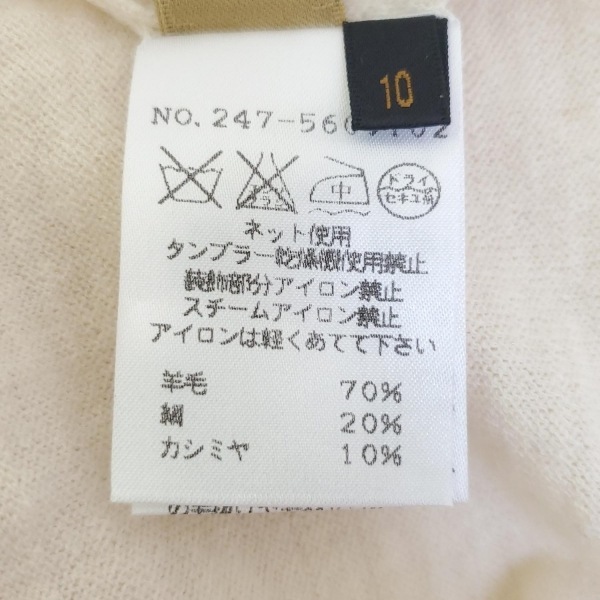 10
NO. 247-56
ドライ
セキユ系
中
ネット使用
タンブラー乾燥機使用禁止
装飾部分アイロン禁止
スチームアイロン禁止
アイロンは軽くあてて下さい
羊毛 70%
絹 20%
カシミヤ 10%